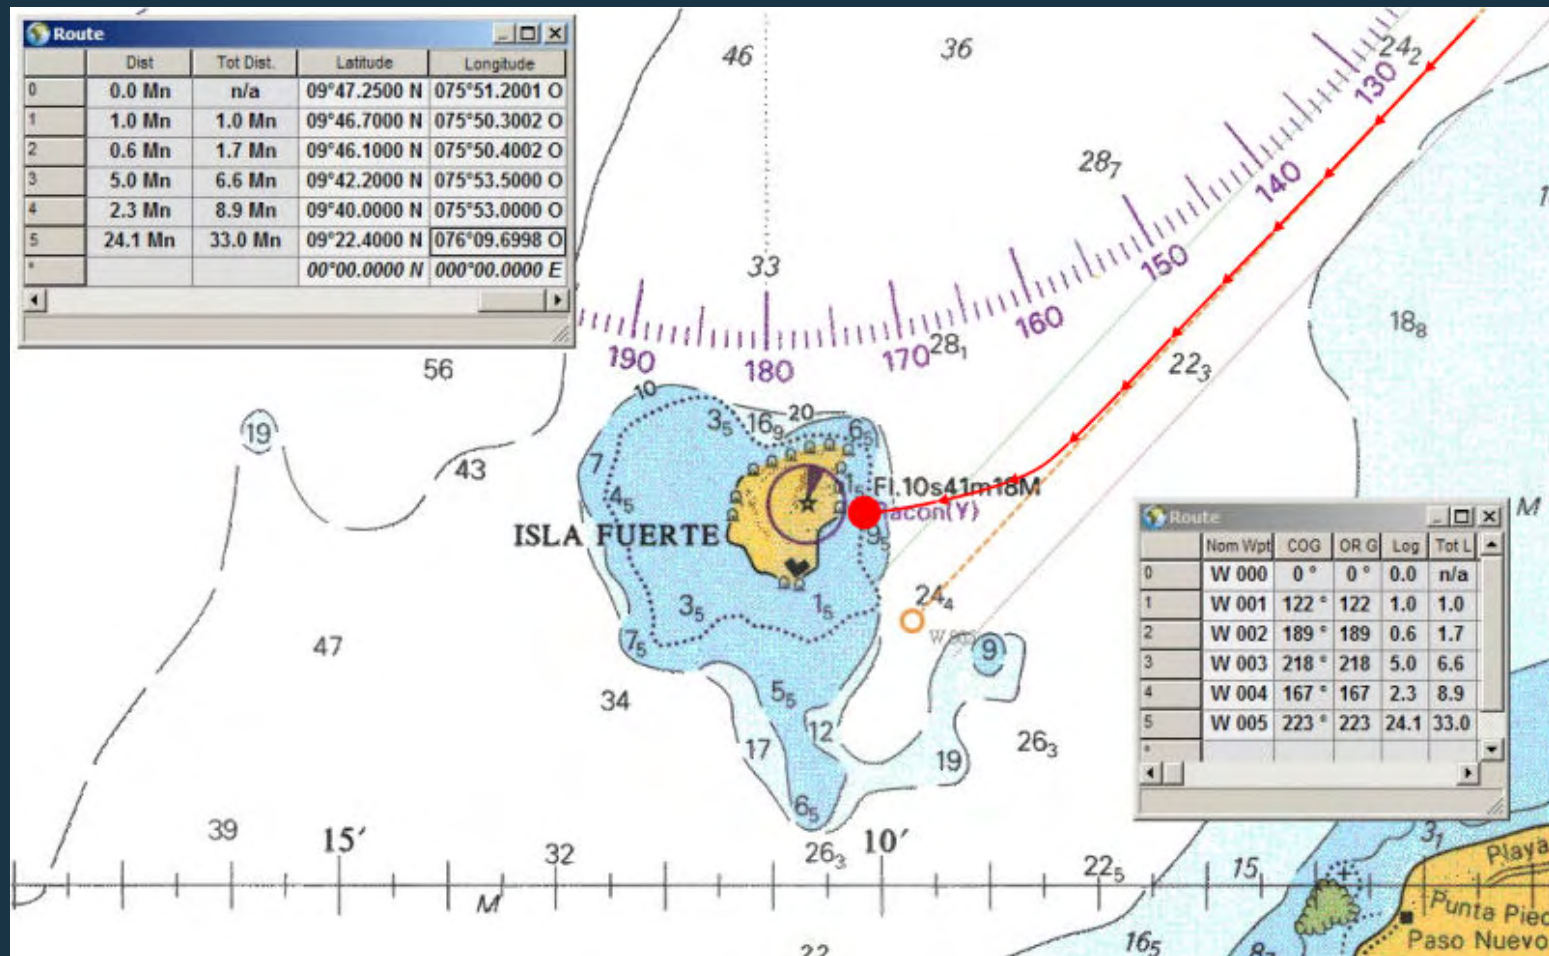 Route
Dist Tot Dist. Latitude Longitude
0 0.0 Mn n/a 09°47.2500 N 075°51.2001 O
1 1.0 Mn 1.0 Mn 09°46.7000 N 075°50.3002 O
2 0.6 Mn 1.7 Mn 09°46.1000 N 075°50.4002 O
3 5.0 Mn 6.6 Mn 09°42.2000 N 075°53.5000 O
4 2.3 Mn 8.9 Mn 09°40.0000 N 075°53.0000 O
5 24.1 Mn 33.0 Mn 09°22.4000 N 076°09.6998 O
* 00°00.0000 N 000°00.0000 E
46
36
24₂
130
28₇
140
150
33
160
18₈
190
180
170
28₁
22₃
56
10
3₅
16₉
20
6₅
19
7
43
4₅
1₅
Fl.10s41m18M
ISLA FUERTE
acon(Y)
9₅
M
24₄
3₅
1₅
47
7₅
9
34
5₅
12
17
19
26₃
6₅
Route
Nom Wpt COG OR G Log Tot L
0 W 000 0 ° 0 ° 0.0 n/a
1 W 001 122 ° 122 1.0 1.0
2 W 002 189 ° 189 0.6 1.7
3 W 003 218 ° 218 5.0 6.6
4 W 004 167 ° 167 2.3 8.9
5 W 005 223 ° 223 24.1 33.0
*
39
15′
32
26₃
10′
22₅
15
3₁
Playa
M
Punta Pied
Paso Nuevo
22
16₅
8₇